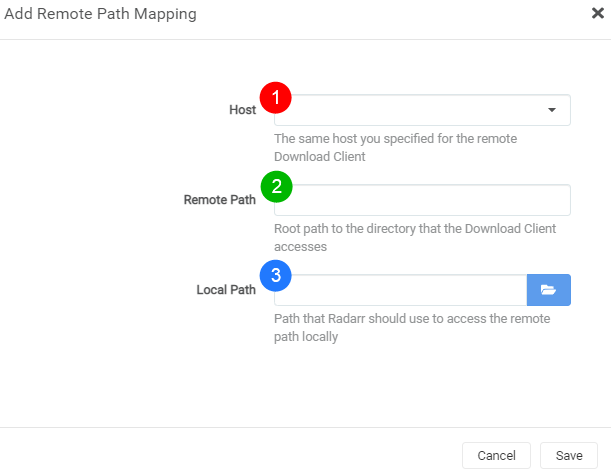 Add Remote Path Mapping
Host
1
The same host you specified for the remote
Download Client
Remote Path
2
Root path to the directory that the Download Client
accesses
Local Path
3
Path that Radarr should use to access the remote
path locally
Cancel
Save